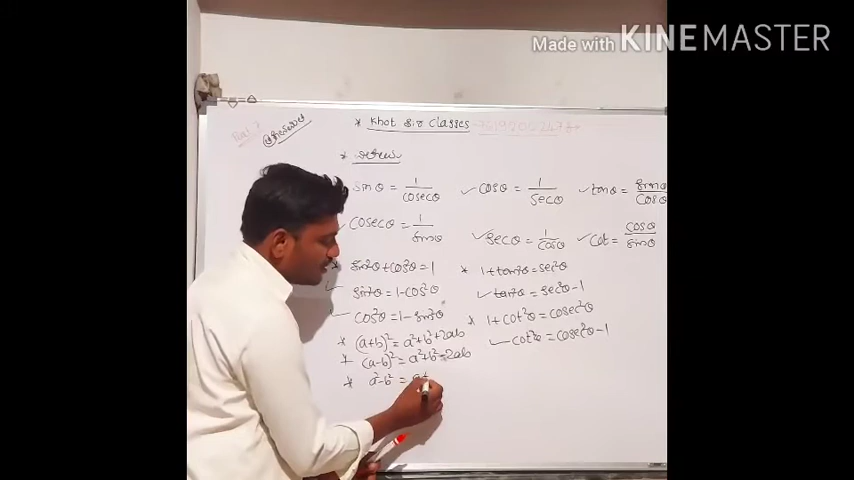 Made with KINEMASTER
* Khot Sir Classes
sinθ = 1/cosecθ ✓ cosθ = 1/secθ ✓ tanθ = sinθ/cosθ
✓ cosecθ = 1/sinθ ✓ secθ = 1/cosθ ✓ cot = cosθ/sinθ
* sin²θ+cos²θ = 1 * 1+tan²θ = sec²θ
✓ sin²θ = 1-cos²θ ✓ tan²θ = sec²θ-1
✓ cos²θ = 1-sin²θ * 1+cot²θ = cosec²θ
* (a+b)² = a²+b²+2ab ✓ cot²θ = cosec²θ-1
* (a-b)² = a²+b²-2ab
* a²-b² = a+